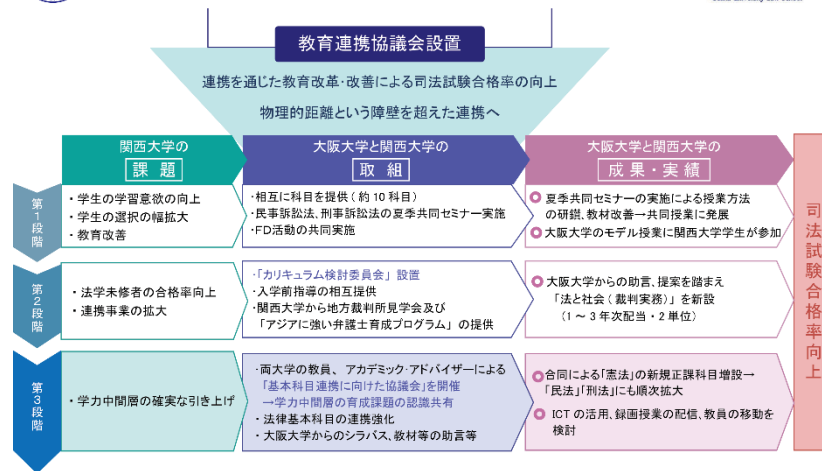 教育連携協議会設置
連携を通じた教育改革・改善による司法試験合格率の向上
物理的距離という障壁を超えた連携へ
関西大学の
課題
大阪大学と関西大学の
取組
大阪大学と関西大学の
成果・実績
第1段階
・学生の学習意欲の向上
・学生の選択の幅拡大
・教育改善
・相互に科目を提供（約10科目）
・民事訴訟法、刑事訴訟法の夏季共同セミナー実施
・FD活動の共同実施
夏季共同セミナーの実施による授業方法
の研鑚、教材改善→共同授業に発展
大阪大学のモデル授業に関西大学学生が参加
第2段階
・法学未修者の合格率向上
・連携事業の拡大
・「カリキュラム検討委員会」設置
・入学前指導の相互提供
・関西大学から地方裁判所見学会及び
「アジアに強い弁護士育成プログラム」の提供
大阪大学からの助言、提案を踏まえ
「法と社会（裁判実務）」を新設
（1～3年次配当・2単位）
第3段階
・学力中間層の確実な引き上げ
・両大学の教員、アカデミック・アドバイザーによる
「基本科目連携に向けた協議会」を開催
→学力中間層の育成課題の認識共有
・法律基本科目の連携強化
・大阪大学からのシラバス、教材等の助言等
合同による「憲法」の新規正課科目増設→
「民法」「刑法」にも順次拡大
ICTの活用、録画授業の配信、教員の移動を
検討
司法試験合格率向上